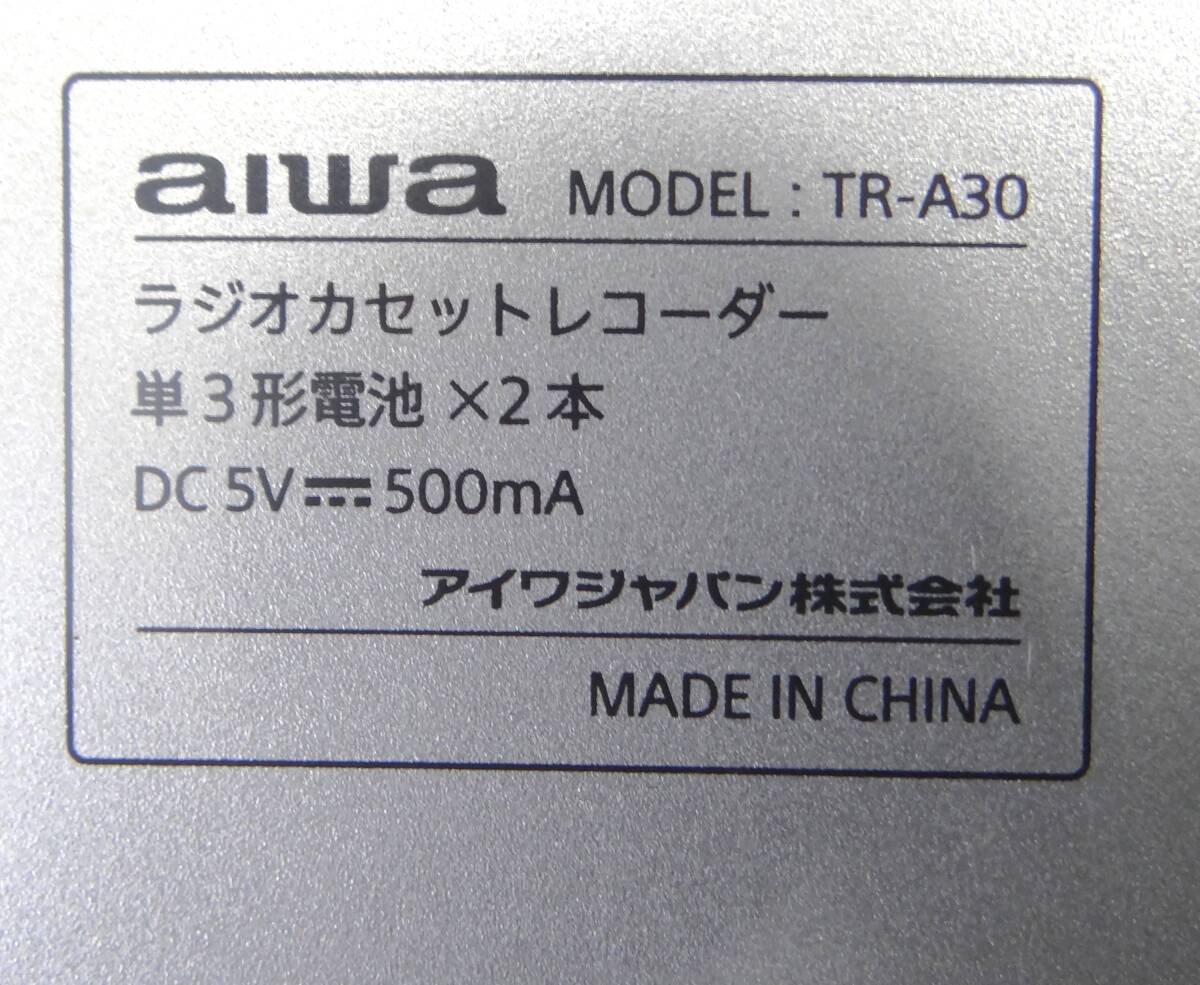 aiwa MODEL : TR-A30
ラジオカセットレコーダー
単3形電池 ×2本
DC 5V⎓500mA
アイワジャパン株式会社
MADE IN CHINA